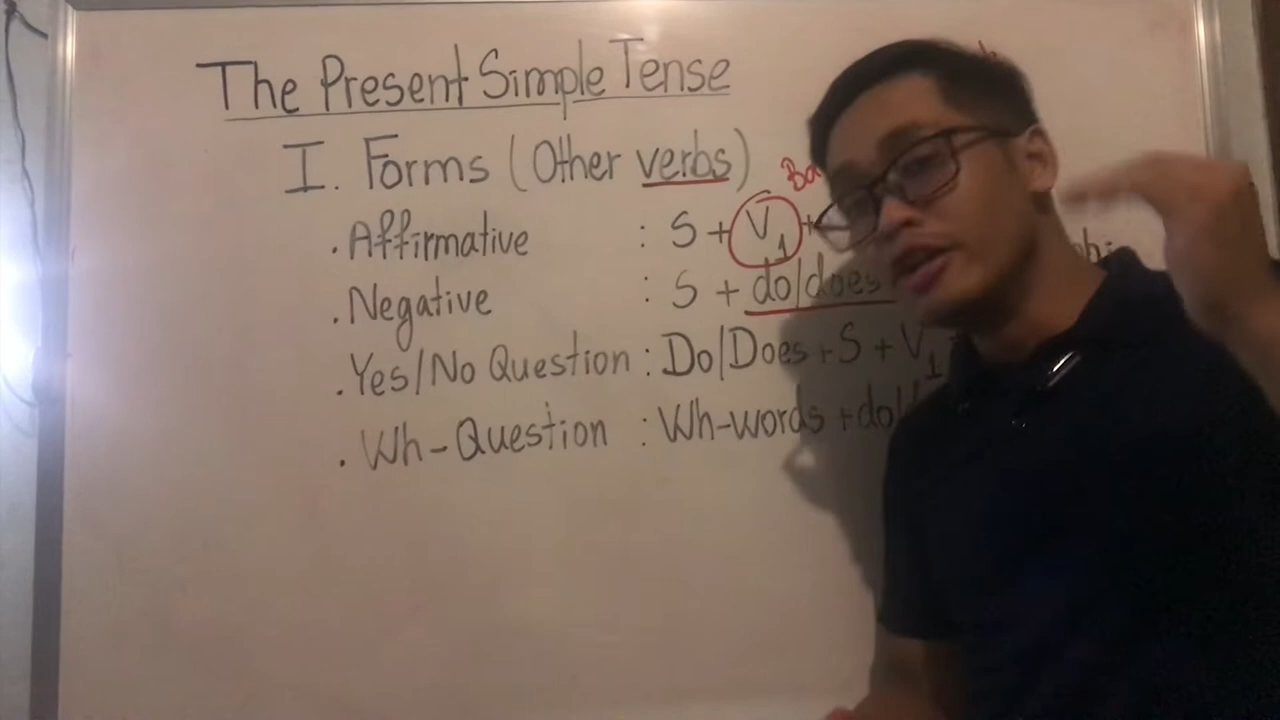 The Present Simple Tense
I. Forms (Other verbs)
. Affirmative : S + V1 +
. Negative : S + do/does
. Yes/No Question : Do/Does + S + V1
. Wh-Question : Wh-words + do/